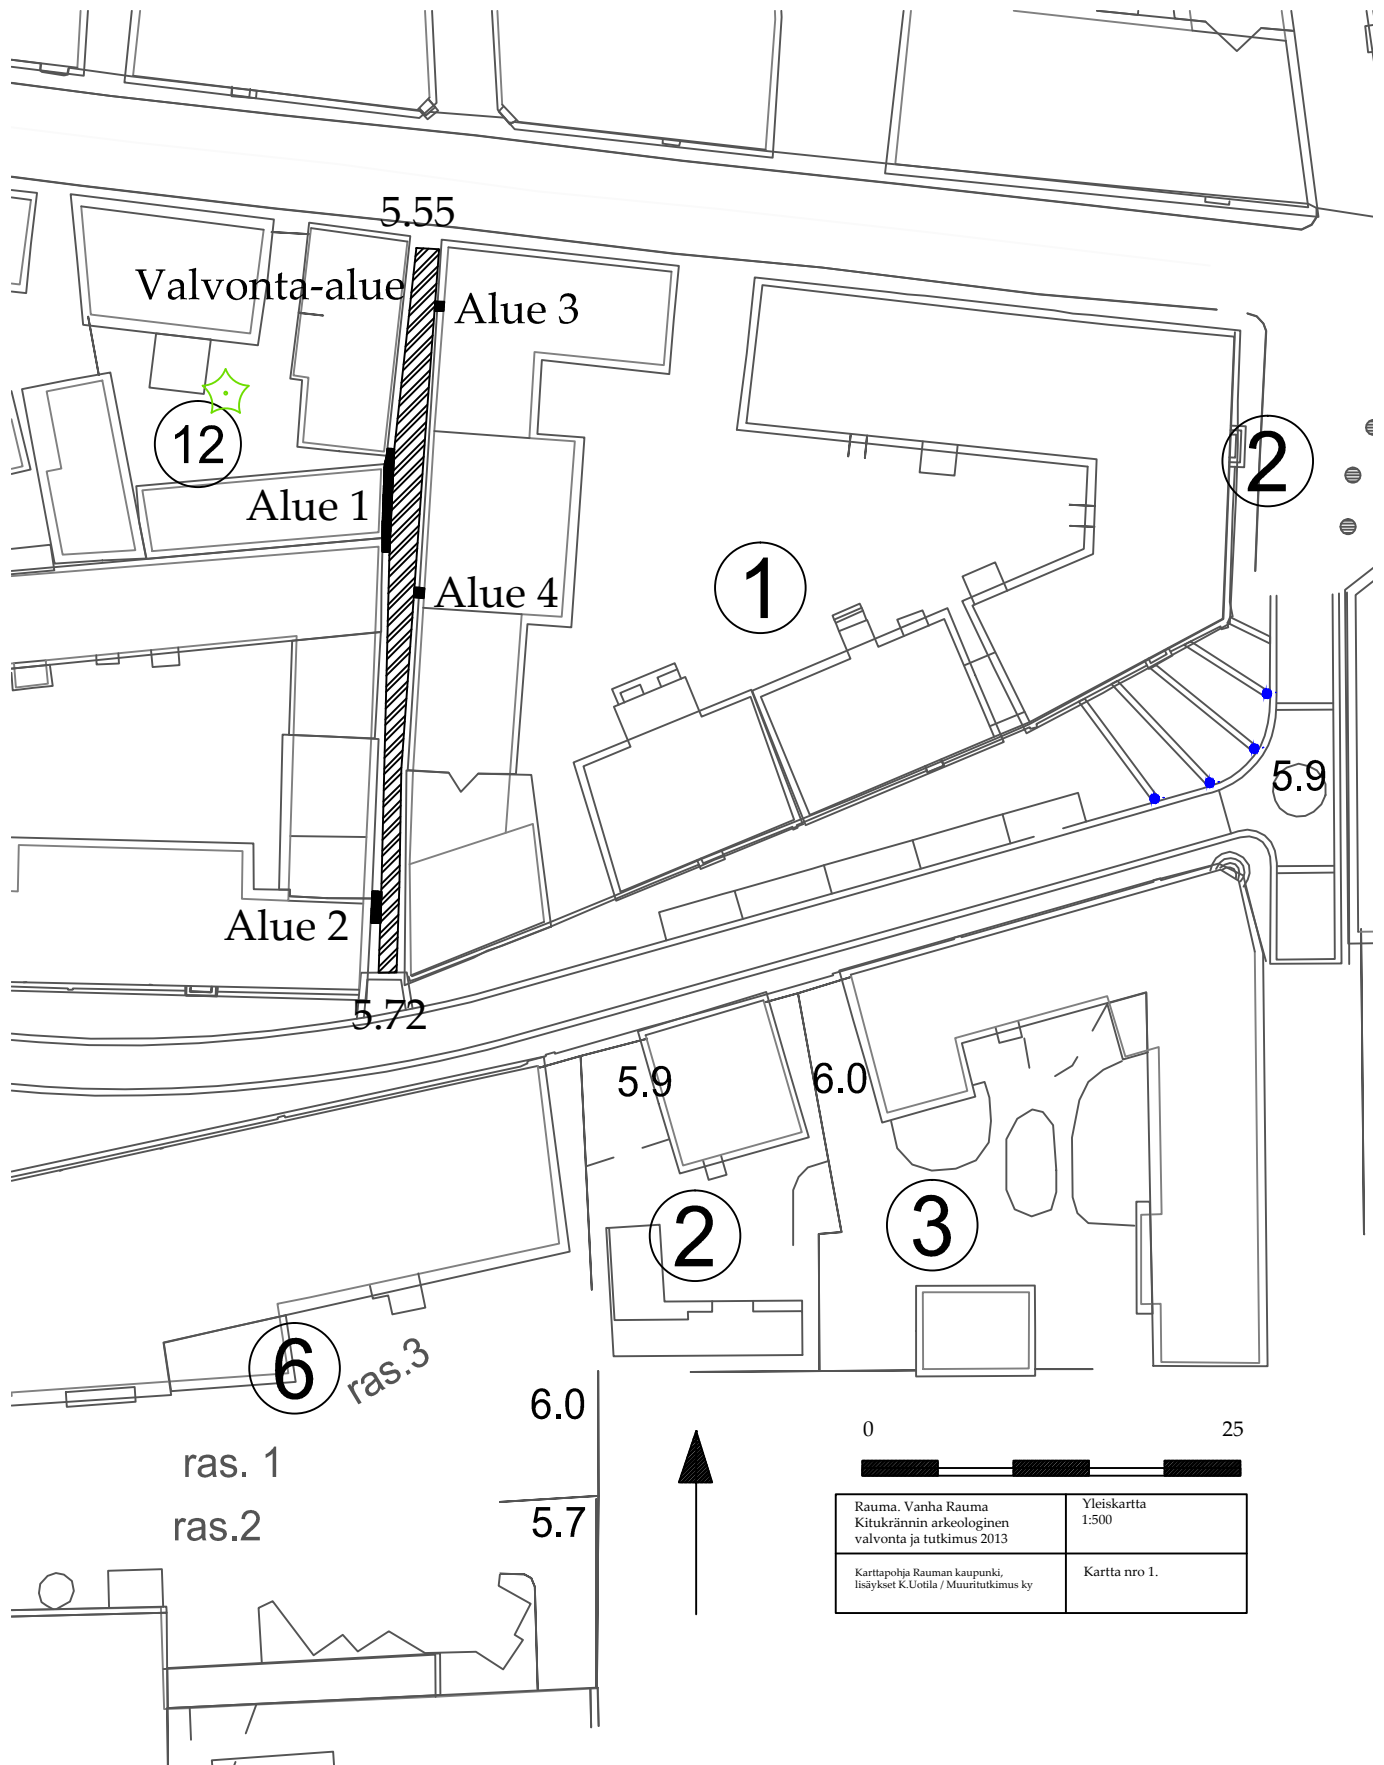 5.55
Valvonta-alue
Alue 3
12
2
Alue 1
1
Alue 4
5.9
Alue 2
5.72
5.9
6.0
2
3
6
ras.3
6.0
ras. 1
ras.2
5.7
0
25
Rauma. Vanha Rauma
Kitukrännin arkeologinen
valvonta ja tutkimus 2013
Yleiskartta
1:500
Karttapohja Rauman kaupunki,
lisäykset K.Uotila / Muuritutkimus ky
Kartta nro 1.